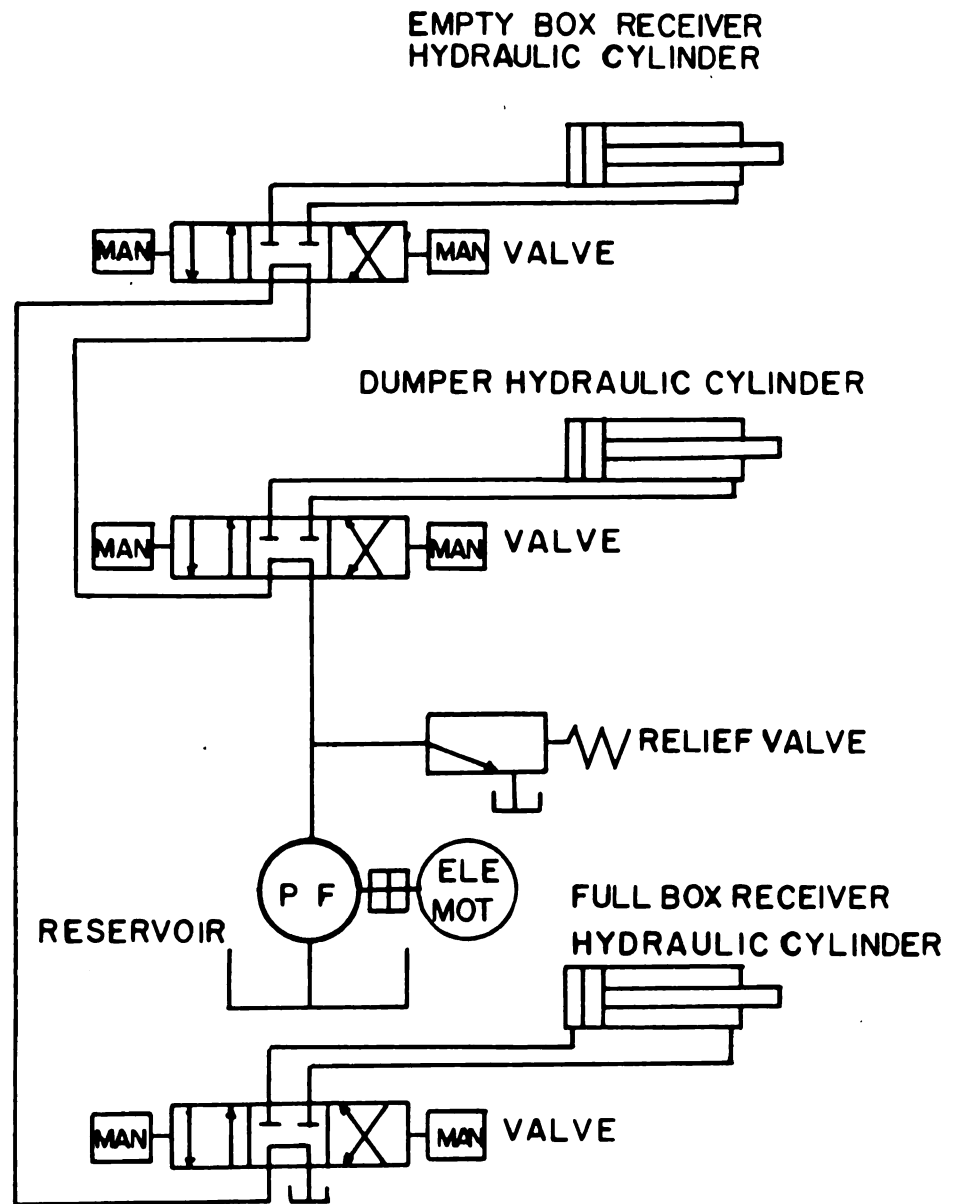 EMPTY BOX RECEIVER
HYDRAULIC CYLINDER
MAN
MAN
VALVE
DUMPER HYDRAULIC CYLINDER
MAN
MAN
VALVE
RELIEF VALVE
P F
ELE
MOT
RESERVOIR
FULL BOX RECEIVER
HYDRAULIC CYLINDER
MAN
MAN
VALVE